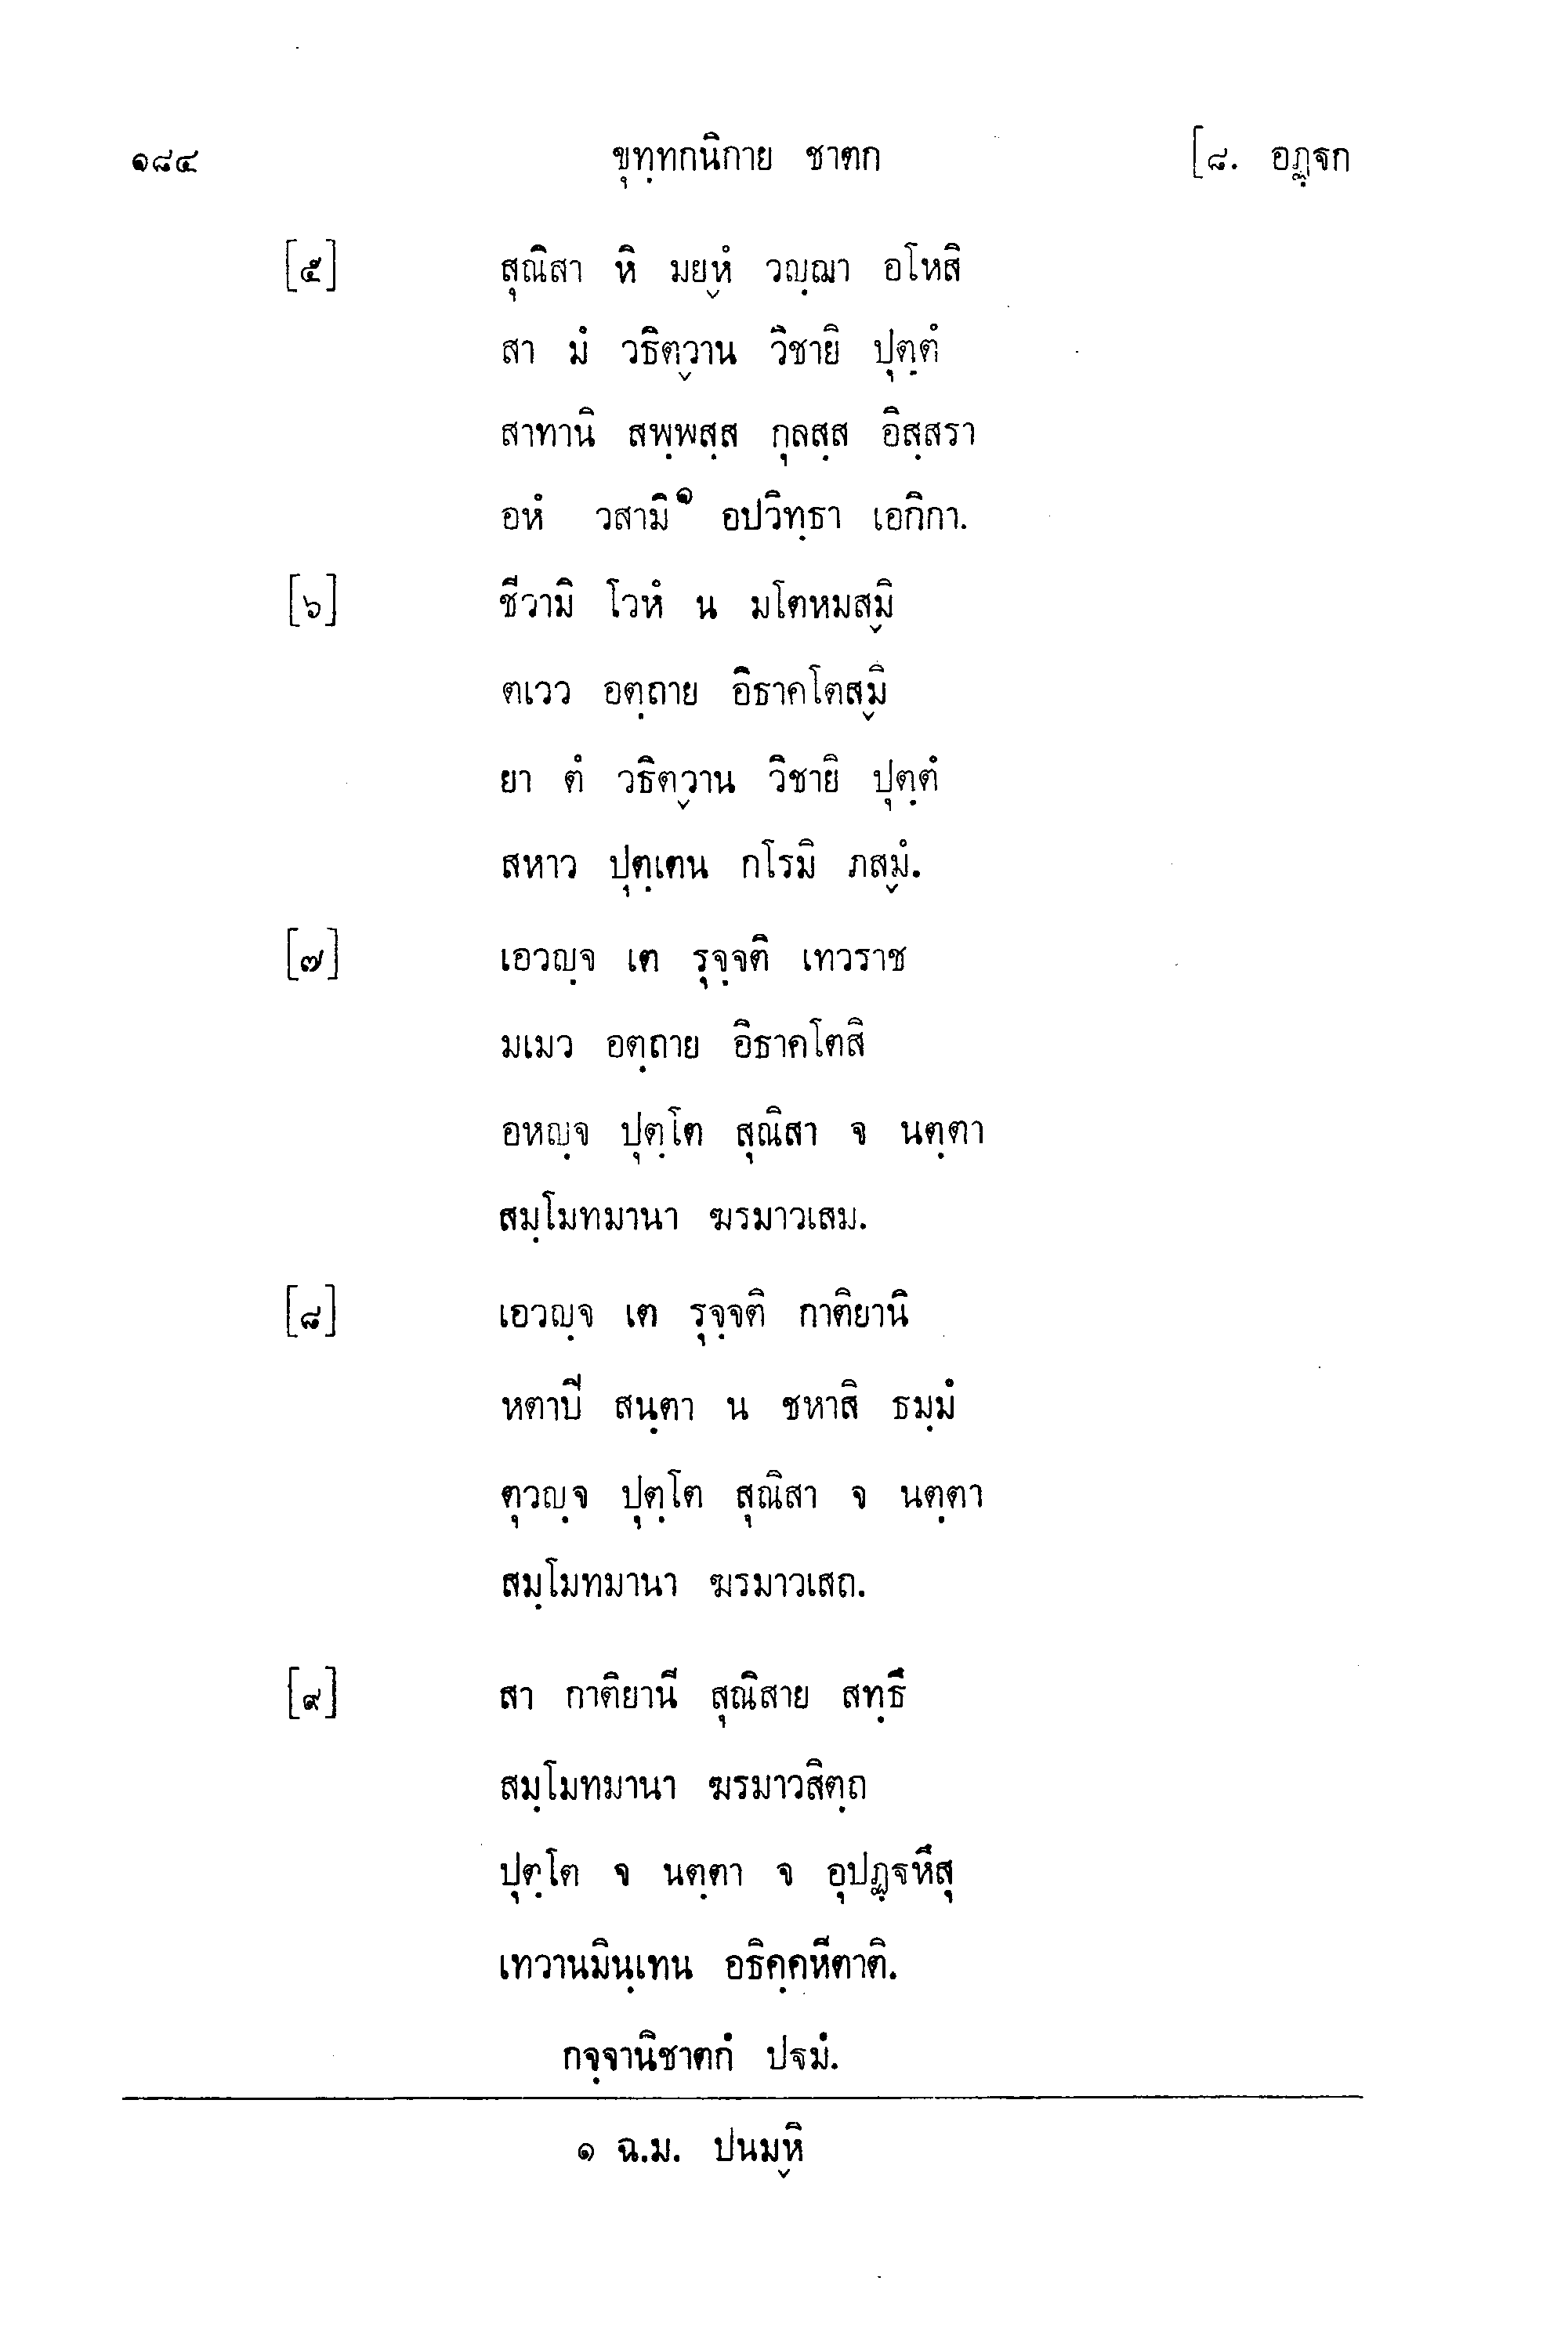 ๑๘๔ ขุทฺทกนิกาย ชาตก [๘. อฏฺฐก
[๕] สุณิสา หิ มยฺหํ วญฺฌา อโหสิ
สา มํ วธิตฺวาน วิชายิ ปุตฺตํ
สาทานิ สพฺพสฺส กุลสฺส อิสฺสรา
อหํ วสามิ๑ อปวิทฺธา เอกิกา.
[๖] ชีวามิ โวหํ น มโตหมสฺมิ
ตเวว อตฺถาย อิธาคโตสฺมิ
ยา ตํ วธิตฺวาน วิชายิ ปุตฺตํ
สหาว ปุตฺเตน กโรมิ ภสฺมํ.
[๗] เอวญฺจ เต รุจฺจติ เทวราช
มเมว อตฺถาย อิธาคโตสิ
อหญฺจ ปุตฺโต สุณิสา จ นตฺตา
สมฺโมทมานา ฆรมาวเสม.
[๘] เอวญฺจ เต รุจฺจติ กาติยานิ
หตาปี สนฺตา น ชหาสิ ธมฺมํ
ตุวญฺจ ปุตฺโต สุณิสา จ นตฺตา
สมฺโมทมานา ฆรมาวเสถ.
[๙] สา กาติยานี สุณิสาย สทฺธึ
สมฺโมทมานา ฆรมาวสิตฺถ
ปุตฺโต จ นตฺตา จ อุปฏฺฐหึสุ
เทวานมินฺเทน อธิคฺคหีตาติ.
กจฺจานิชาตกํ ปฐมํ.
๑ ฉ.ม. ปนมฺหิ